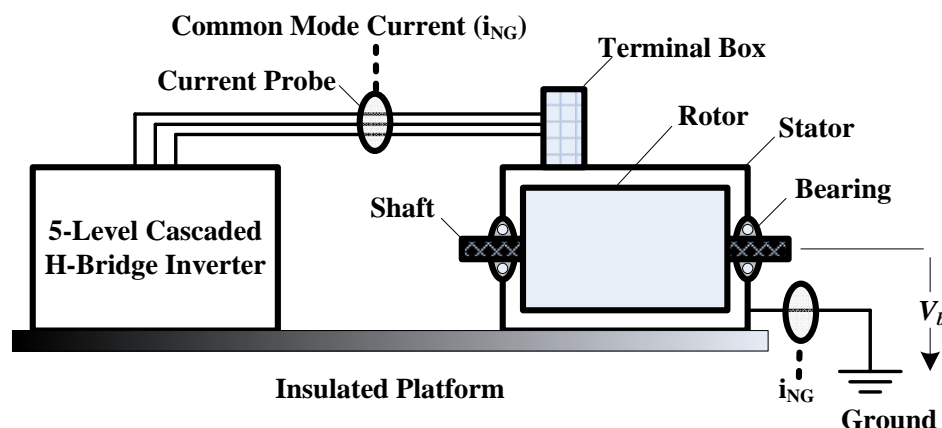 Common Mode Current (iNG)
Current Probe
Terminal Box
Rotor
Stator
Bearing
Shaft
5-Level Cascaded
H-Bridge Inverter
Vb
Insulated Platform
iNG
Ground